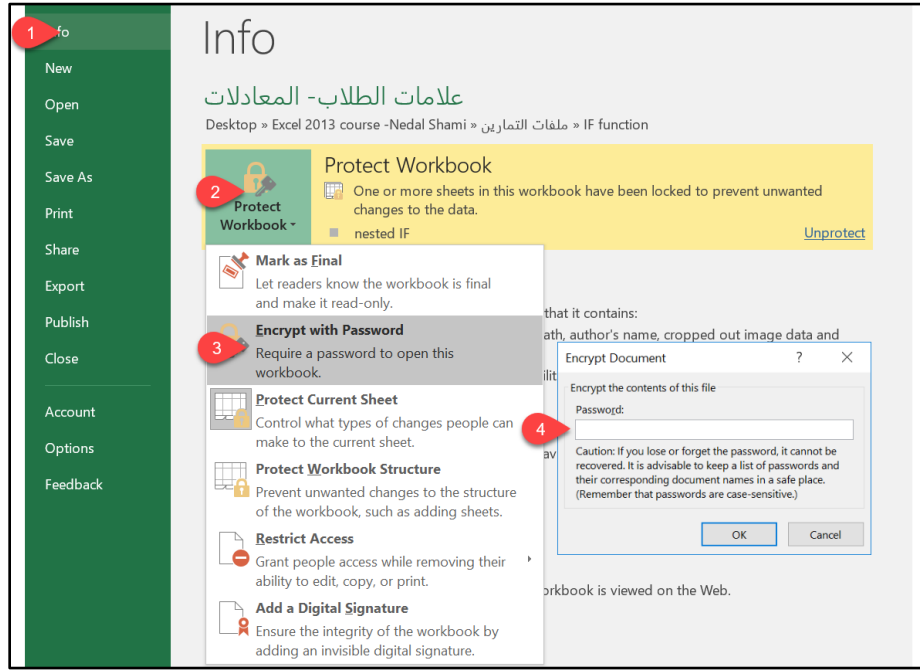 1
fo
New
Open
Save
Save As
Print
Share
Export
Publish
Close
Account
Options
Feedback
Info
علامات الطلاب- المعادلات
Desktop » Excel 2013 course -Nedal Shami » ملفات التمارين » IF function
2
Protect
Workbook
Protect Workbook
One or more sheets in this workbook have been locked to prevent unwanted
changes to the data.
nested IF
Unprotect
Mark as Final
Let readers know the workbook is final
and make it read-only.
3
Encrypt with Password
Require a password to open this
workbook.
Protect Current Sheet
Control what types of changes people can
make to the current sheet.
Protect Workbook Structure
Prevent unwanted changes to the structure
of the workbook, such as adding sheets.
Restrict Access
Grant people access while removing their
ability to edit, copy, or print.
Add a Digital Signature
Ensure the integrity of the workbook by
adding an invisible digital signature.
that it contains:
ath, author's name, cropped out image data and
ilit
av
orkbook is viewed on the Web.
Encrypt Document
?
Encrypt the contents of this file
4
Password:
Caution: If you lose or forget the password, it cannot be
recovered. It is advisable to keep a list of passwords and
their corresponding document names in a safe place.
(Remember that passwords are case-sensitive.)
OK
Cancel